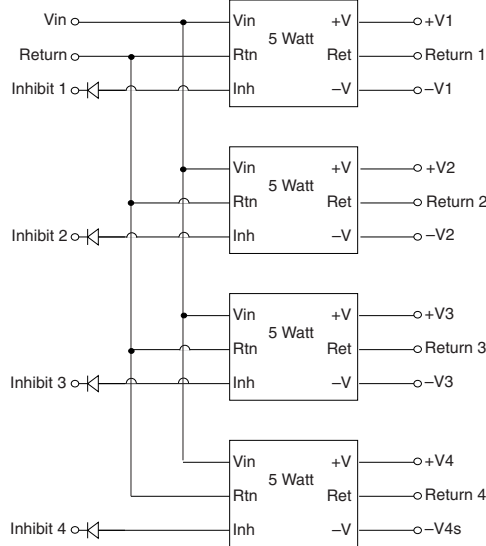 Vin Vin +V +V1
5 Watt
Return Rtn Ret Return 1
Inhibit 1 Inh –V –V1
Vin +V +V2
5 Watt
Rtn Ret Return 2
Inhibit 2 Inh –V –V2
Vin +V +V3
5 Watt
Rtn Ret Return 3
Inhibit 3 Inh –V –V3
Vin +V +V4
5 Watt
Rtn Ret Return 4
Inhibit 4 Inh –V –V4s